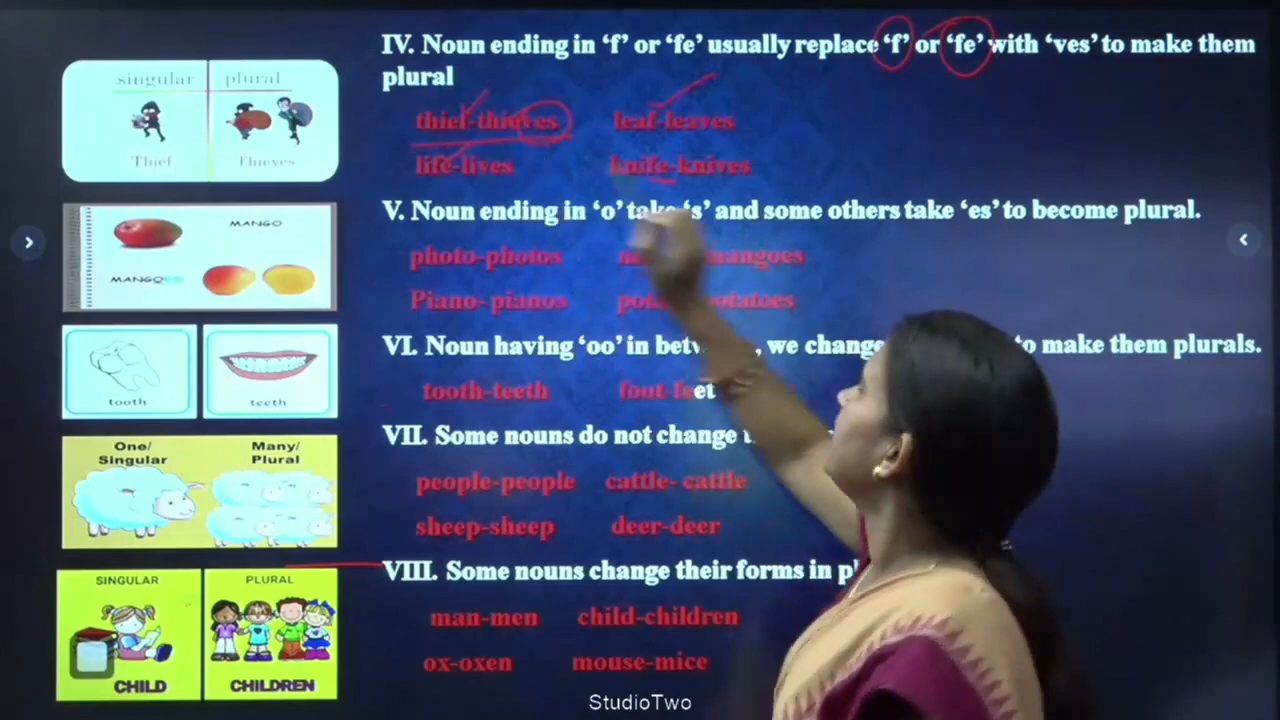 singular plural
Thief Thieves
MANGO
MANGOES
tooth teeth
One/ Many/
Singular Plural
SINGULAR PLURAL
CHILD CHILDREN
IV. Noun ending in ‘f’ or ‘fe’ usually replace ‘f’ or ‘fe’ with ‘ves’ to make them
plural
thief-thieves leaf-leaves
life-lives knife-knives
V. Noun ending in ‘o’ take ‘s’ and some others take ‘es’ to become plural.
photo-photos mangoes
Piano- pianos potatoes
VI. Noun having ‘oo’ in we change to make them plurals.
tooth-teeth foot-feet
VII. Some nouns do not change
people-people cattle- cattle
sheep-sheep deer-deer
VIII. Some nouns change their forms in
man-men child-children
ox-oxen mouse-mice
StudioTwo